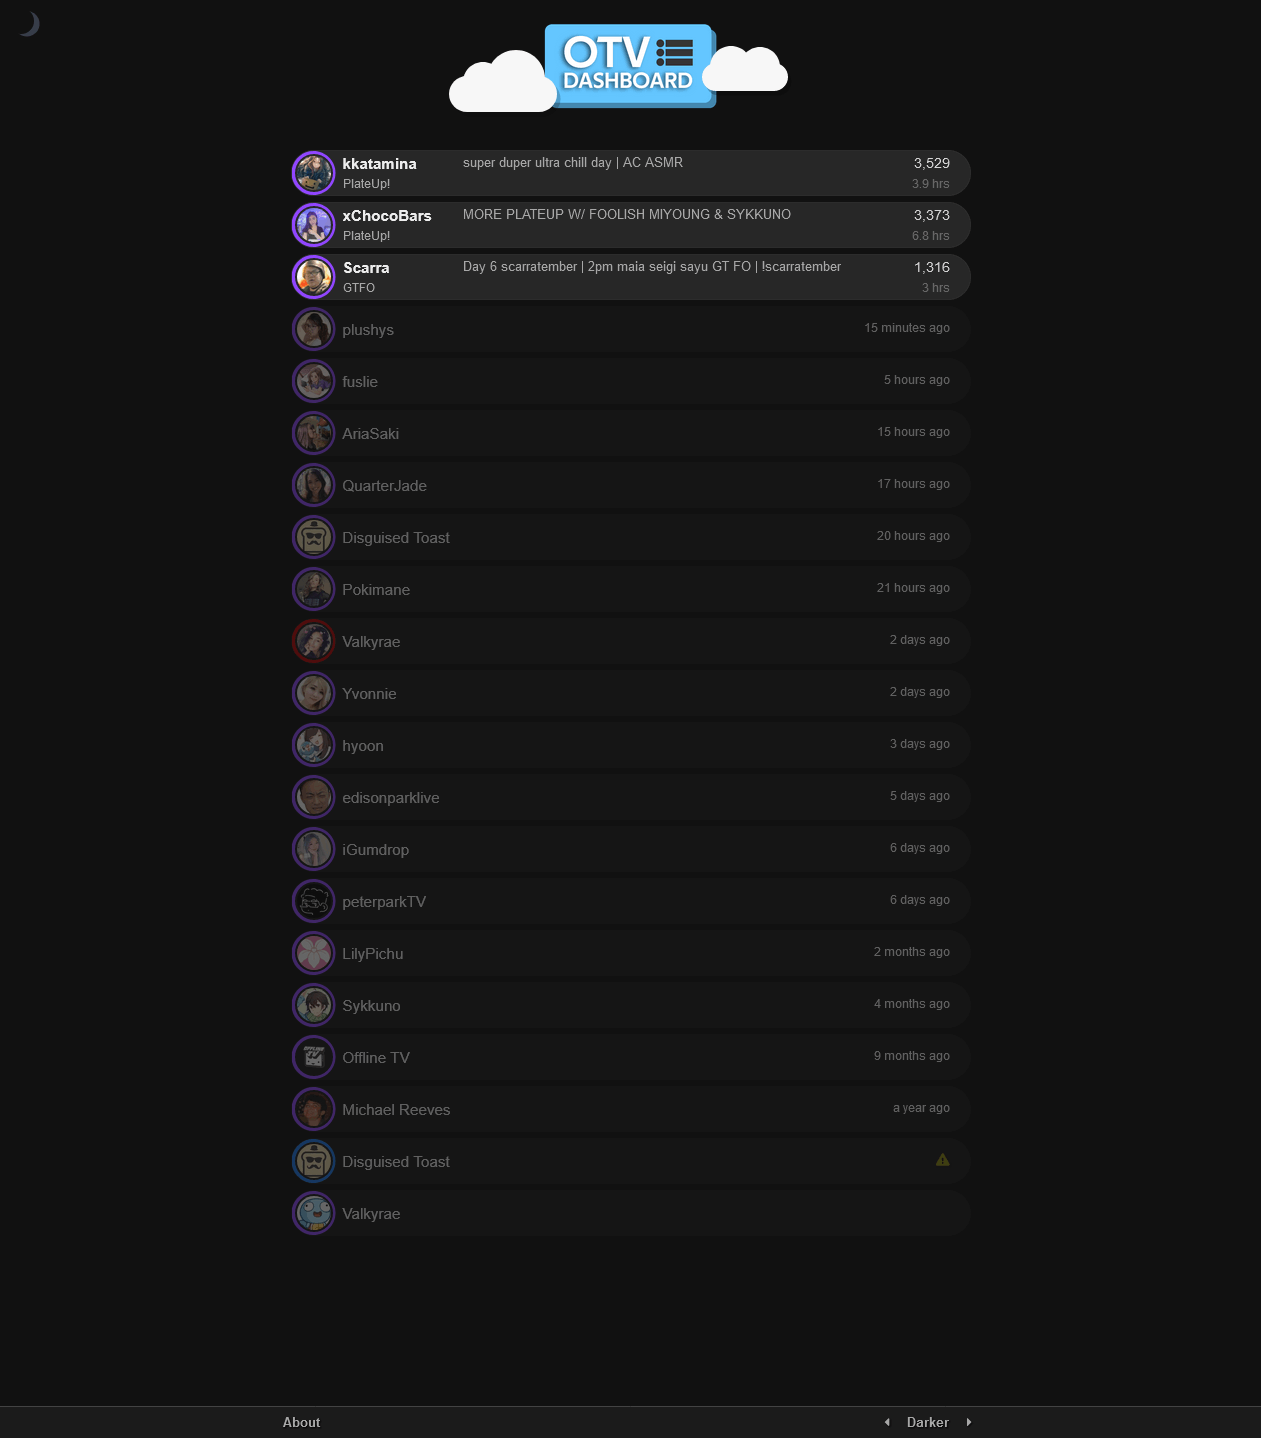 OTV
DASHBOARD
kkatamina
super duper ultra chill day | AC ASMR
3,529
PlateUp!
3.9 hrs
xChocoBars
MORE PLATEUP W/ FOOLISH MIYOUNG & SYKKUNO
3,373
PlateUp!
6.8 hrs
Scarra
Day 6 scarratember | 2pm maia seigi sayu GT FO | !scarratember
1,316
GTFO
3 hrs
plushys
15 minutes ago
fuslie
5 hours ago
AriaSaki
15 hours ago
QuarterJade
17 hours ago
Disguised Toast
20 hours ago
Pokimane
21 hours ago
Valkyrae
2 days ago
Yvonnie
2 days ago
hyoon
3 days ago
edisonparklive
5 days ago
iGumdrop
6 days ago
peterparkTV
6 days ago
LilyPichu
2 months ago
Sykkuno
4 months ago
OFFLINE
TV
Offline TV
9 months ago
Michael Reeves
a year ago
Disguised Toast
Valkyrae
About
Darker